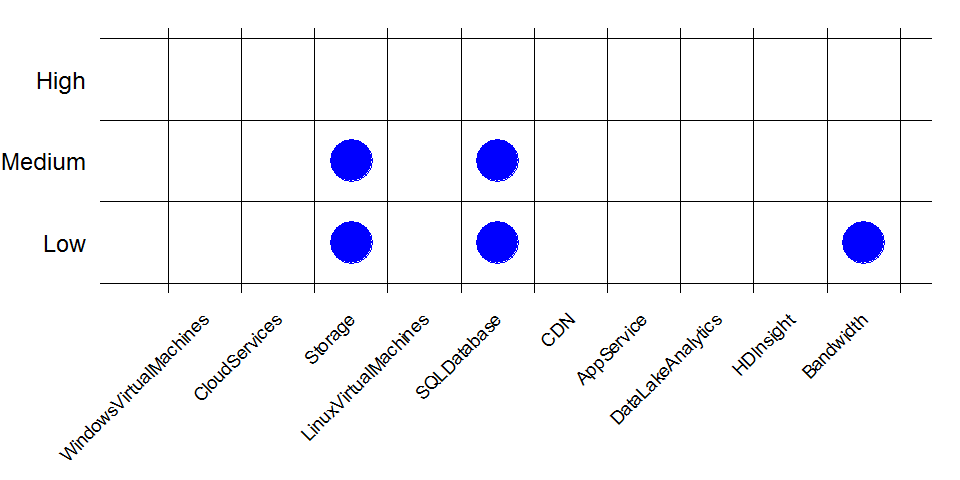 High
Medium
Low
WindowsVirtualMachines
CloudServices
Storage
LinuxVirtualMachines
SQLDatabase
CDN
AppService
DataLakeAnalytics
HDInsight
Bandwidth